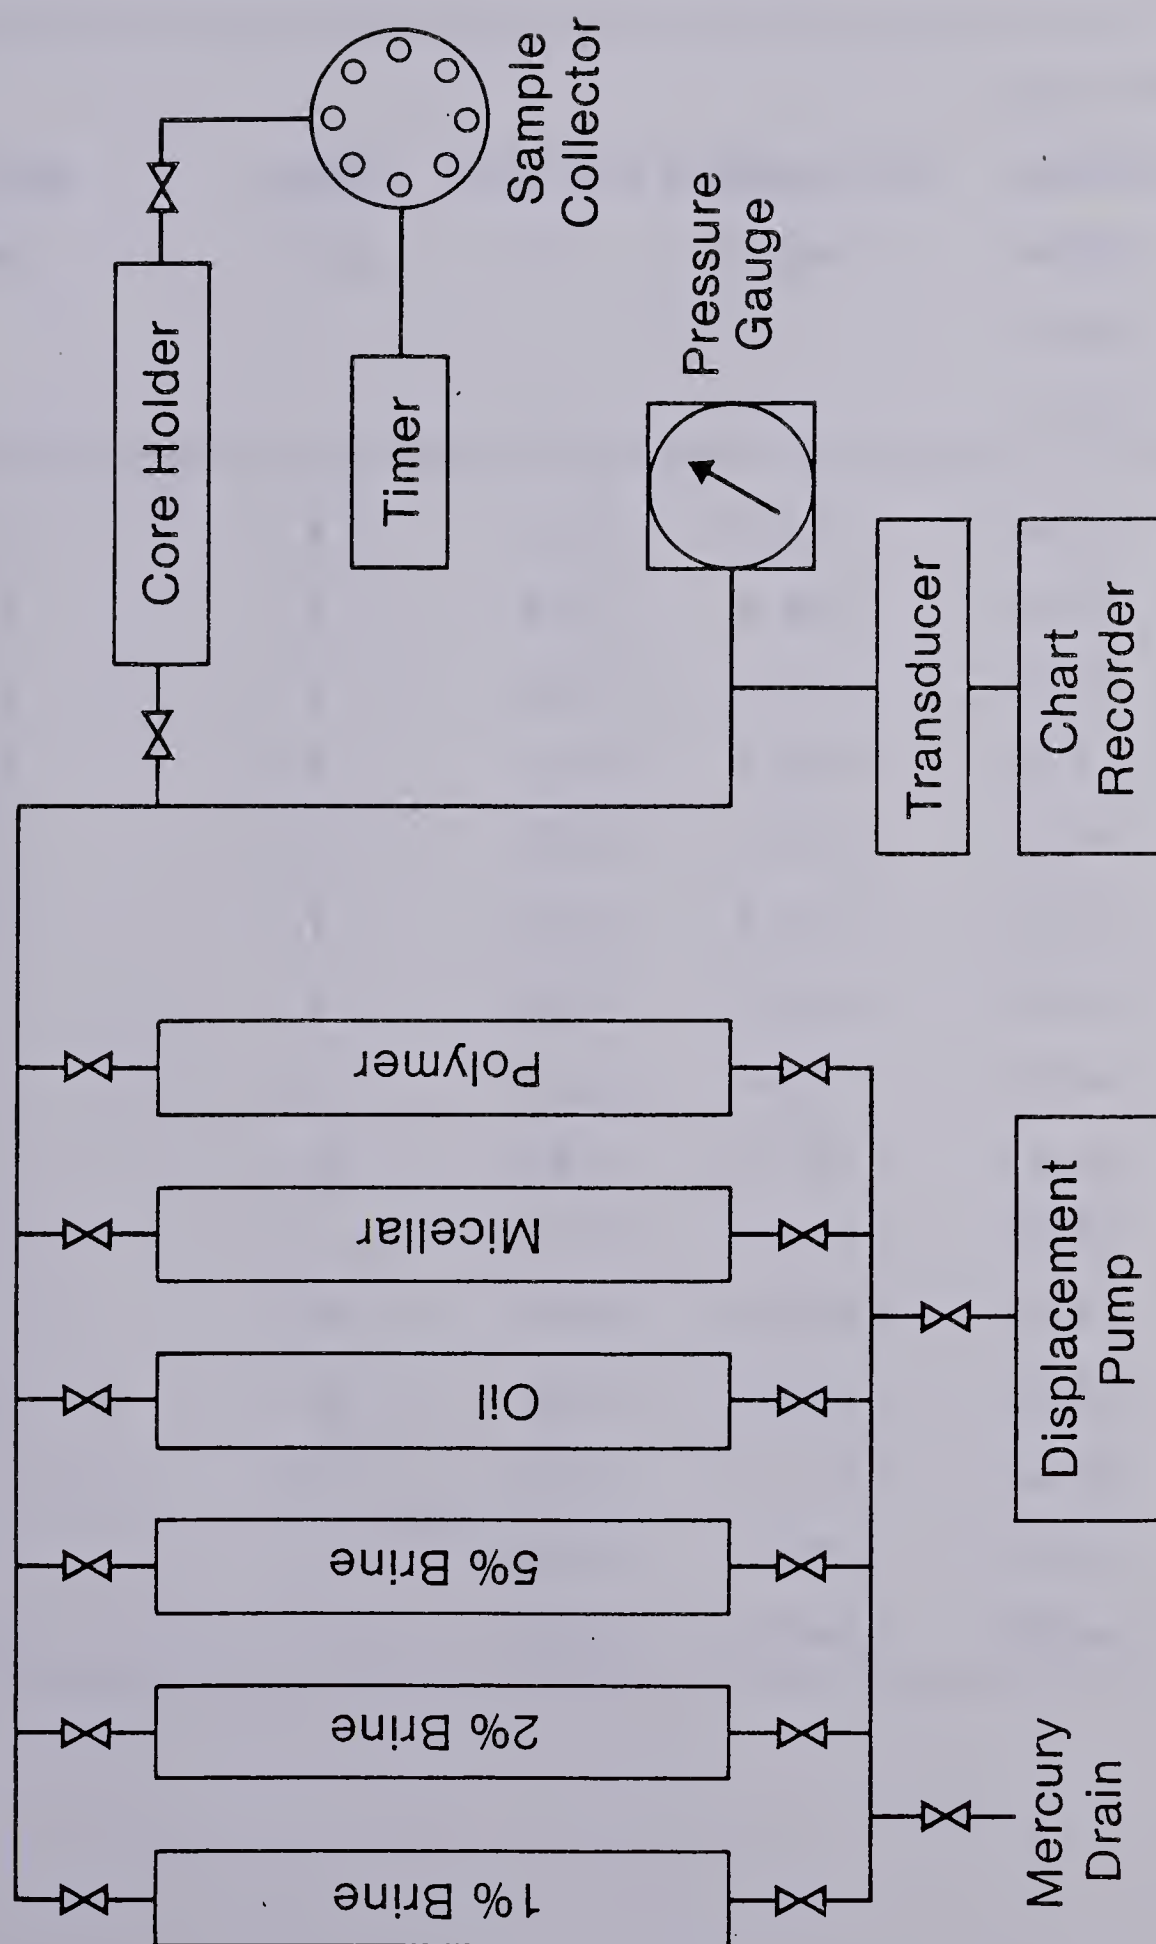 1% Brine
2% Brine
5% Brine
Oil
Micellar
Polymer
Mercury
Drain
Displacement
Pump
Core Holder
Timer
Sample
Collector
Pressure
Gauge
Transducer
Chart
Recorder